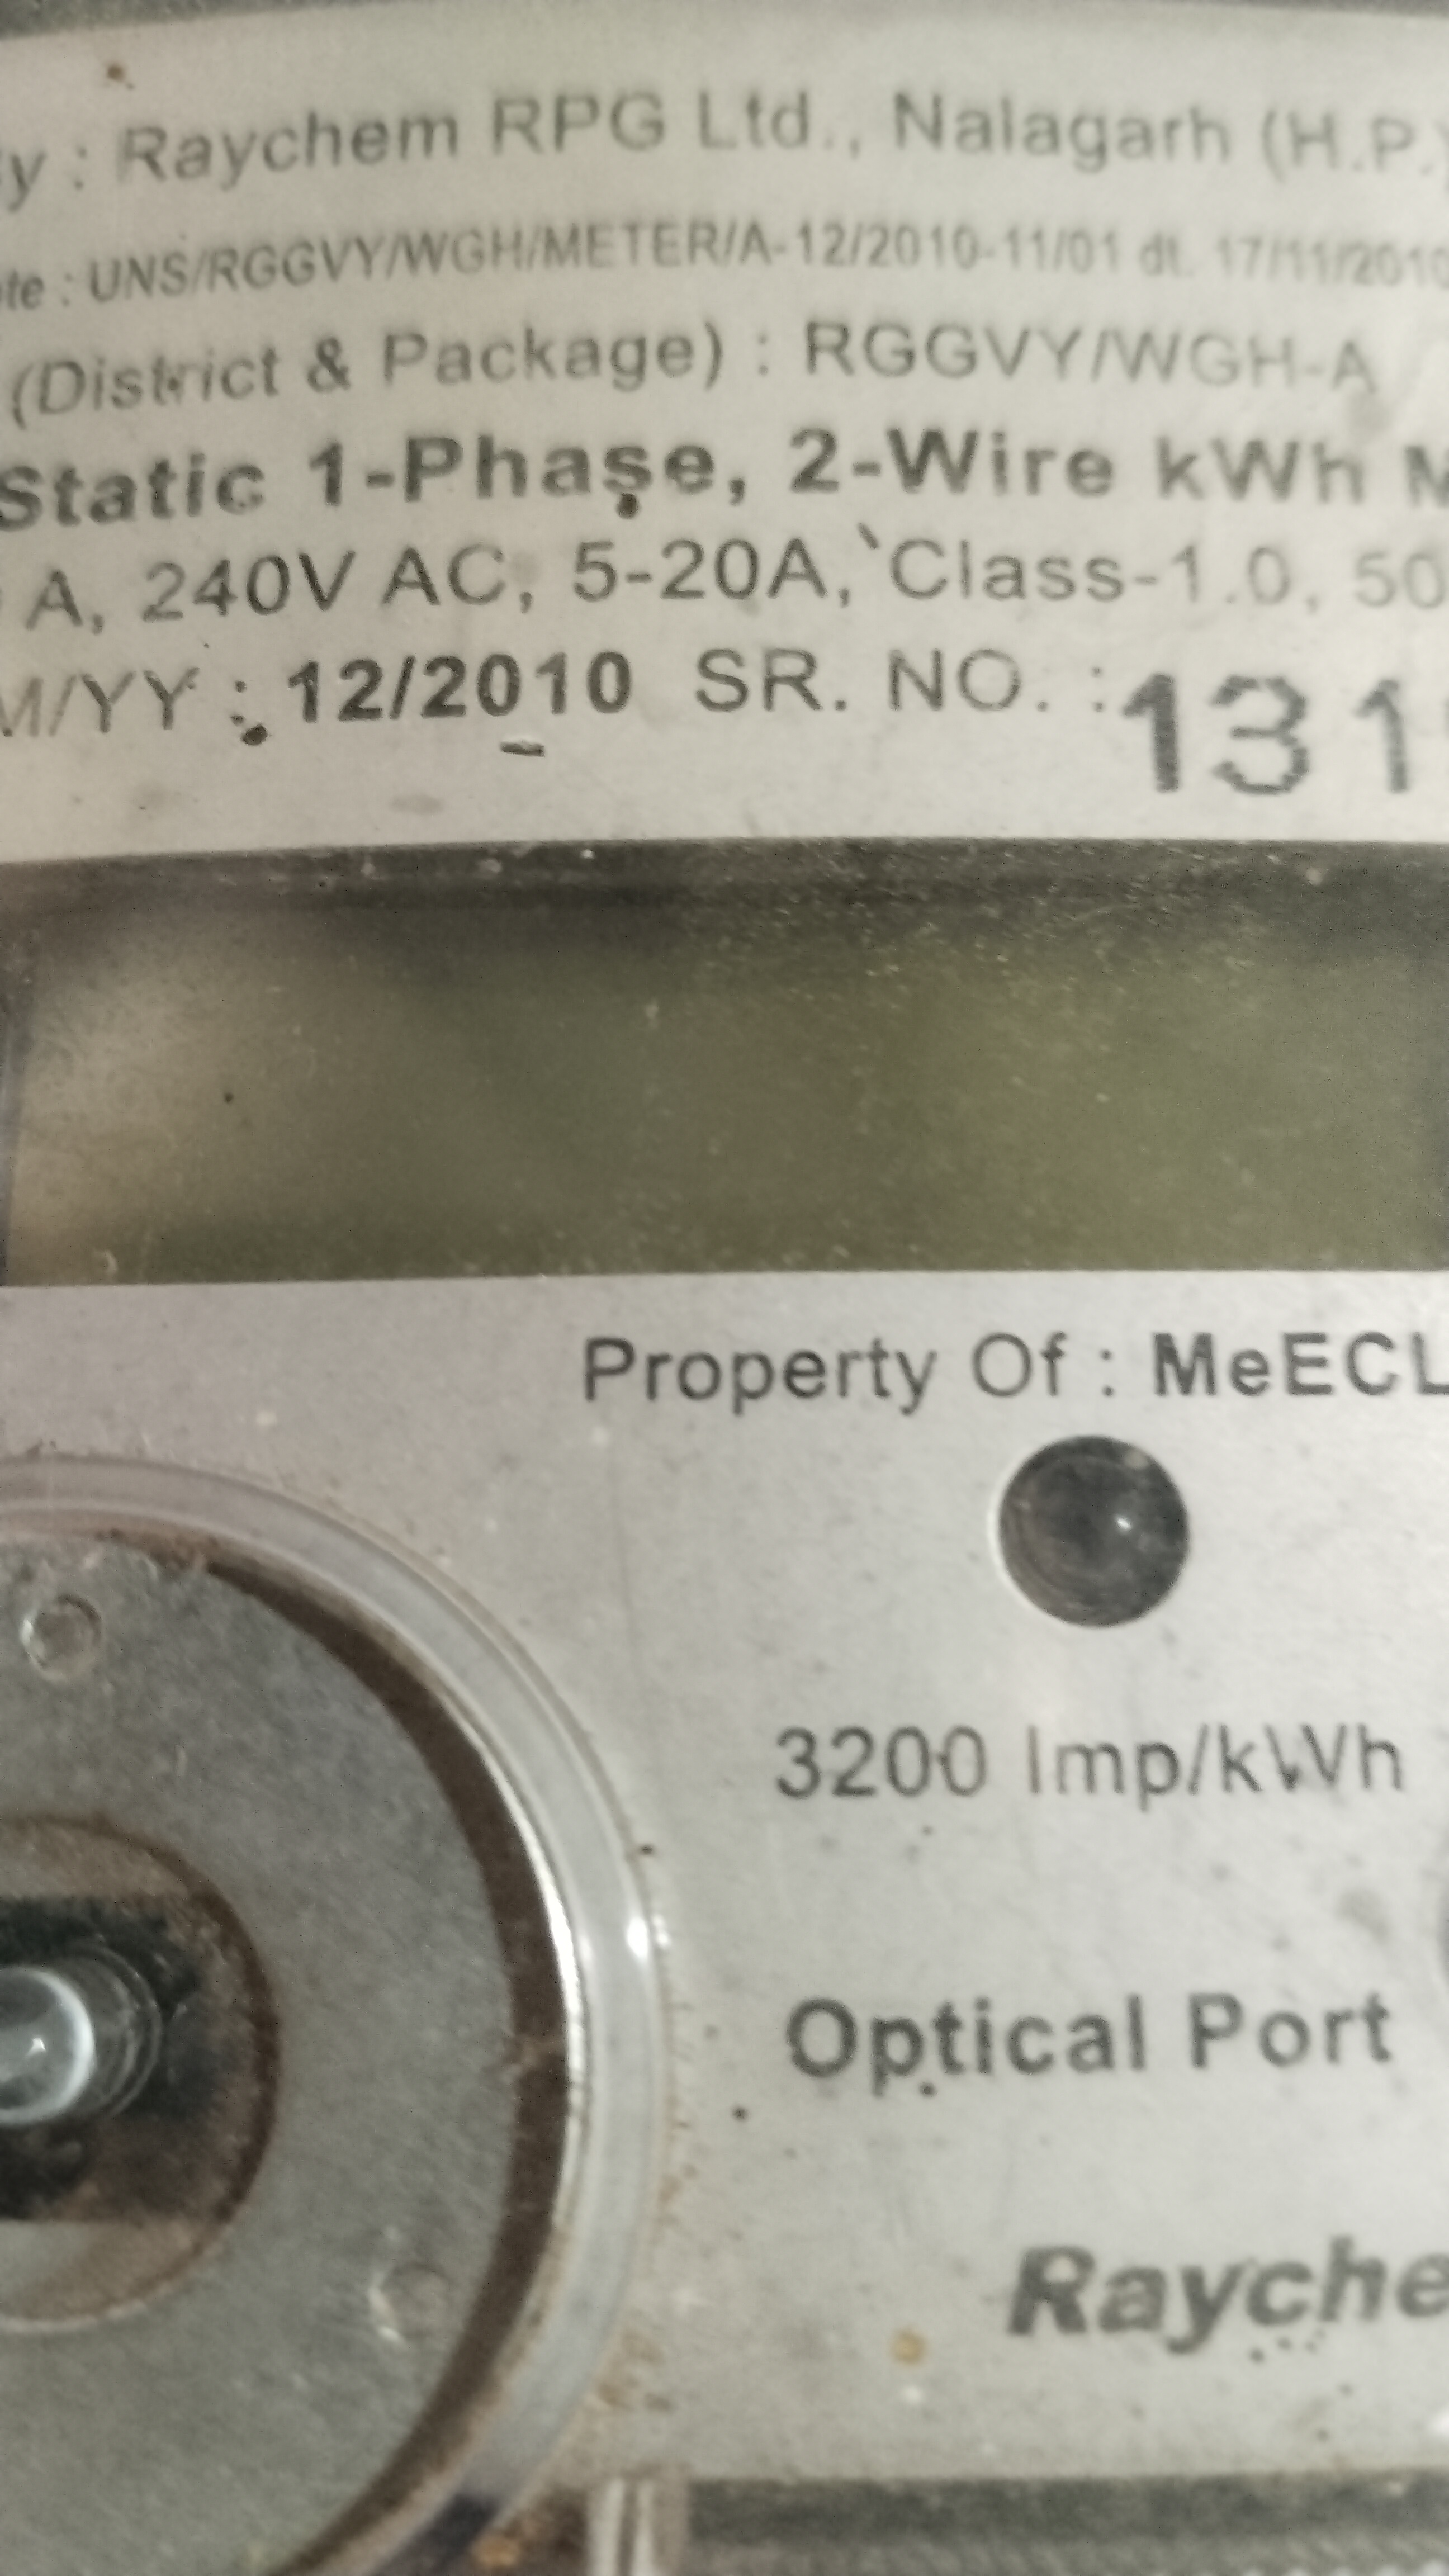 y : Raychem RPG Ltd., Nalagarh (H.P.)
te : UNS/RGGVY/WGH/METER/A-12/2010-11/01 dt. 17/11/2010
(District & Package) : RGGVY/WGH-A
Static 1-Phase, 2-Wire kWh M
A, 240V AC, 5-20A, Class-1.0, 50
M/YY : 12/2010 SR. NO. : 131
Property Of : MeECL
3200 Imp/kWh
Optical Port
Rayche